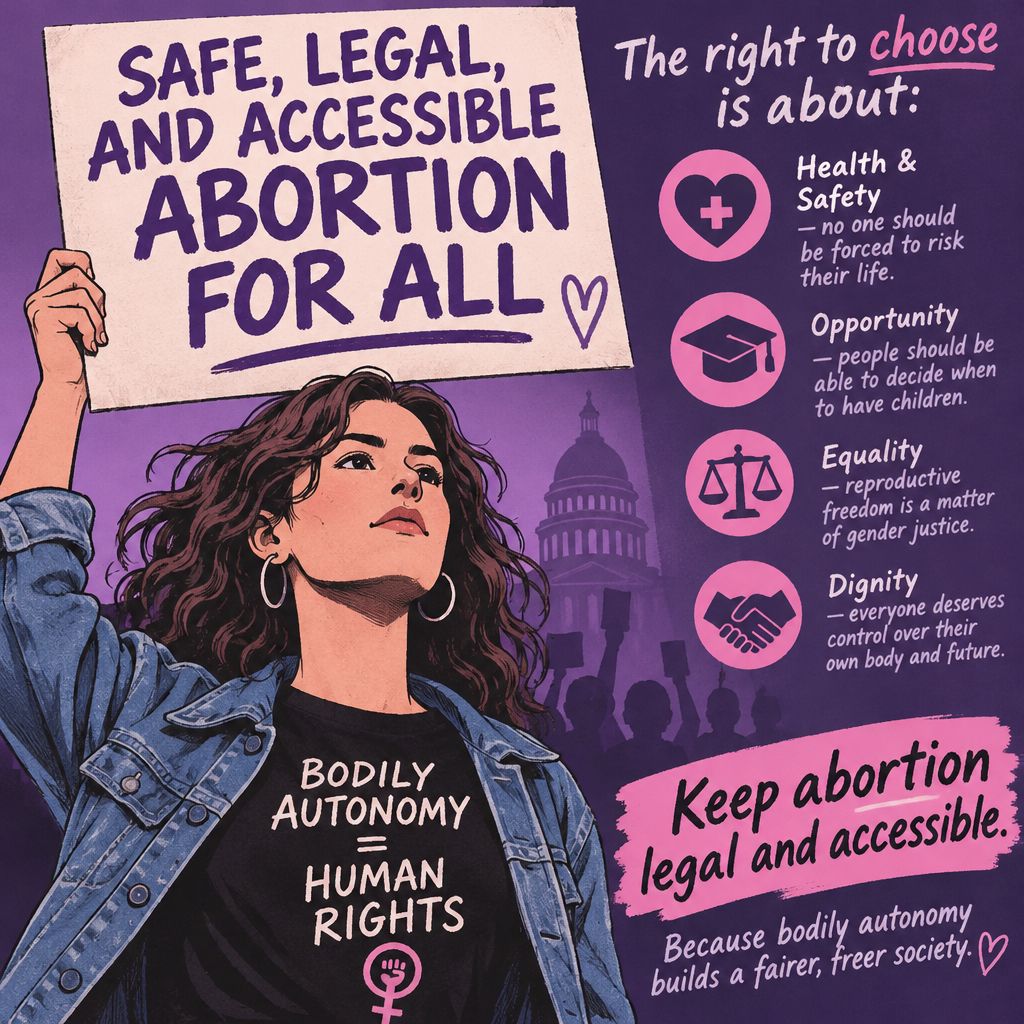 SAFE, LEGAL,
AND ACCESSIBLE
ABORTION
FOR ALL
BODILY
AUTONOMY
=
HUMAN
RIGHTS
The right to choose
is about:
Health &
Safety
— no one should
be forced to risk
their life.
Opportunity
— people should be
able to decide when
to have children.
Equality
— reproductive
freedom is a matter
of gender justice.
Dignity
— everyone deserves
control over their
own body and future.
Keep abortion
legal and accessible.
Because bodily autonomy
builds a fairer, freer society.